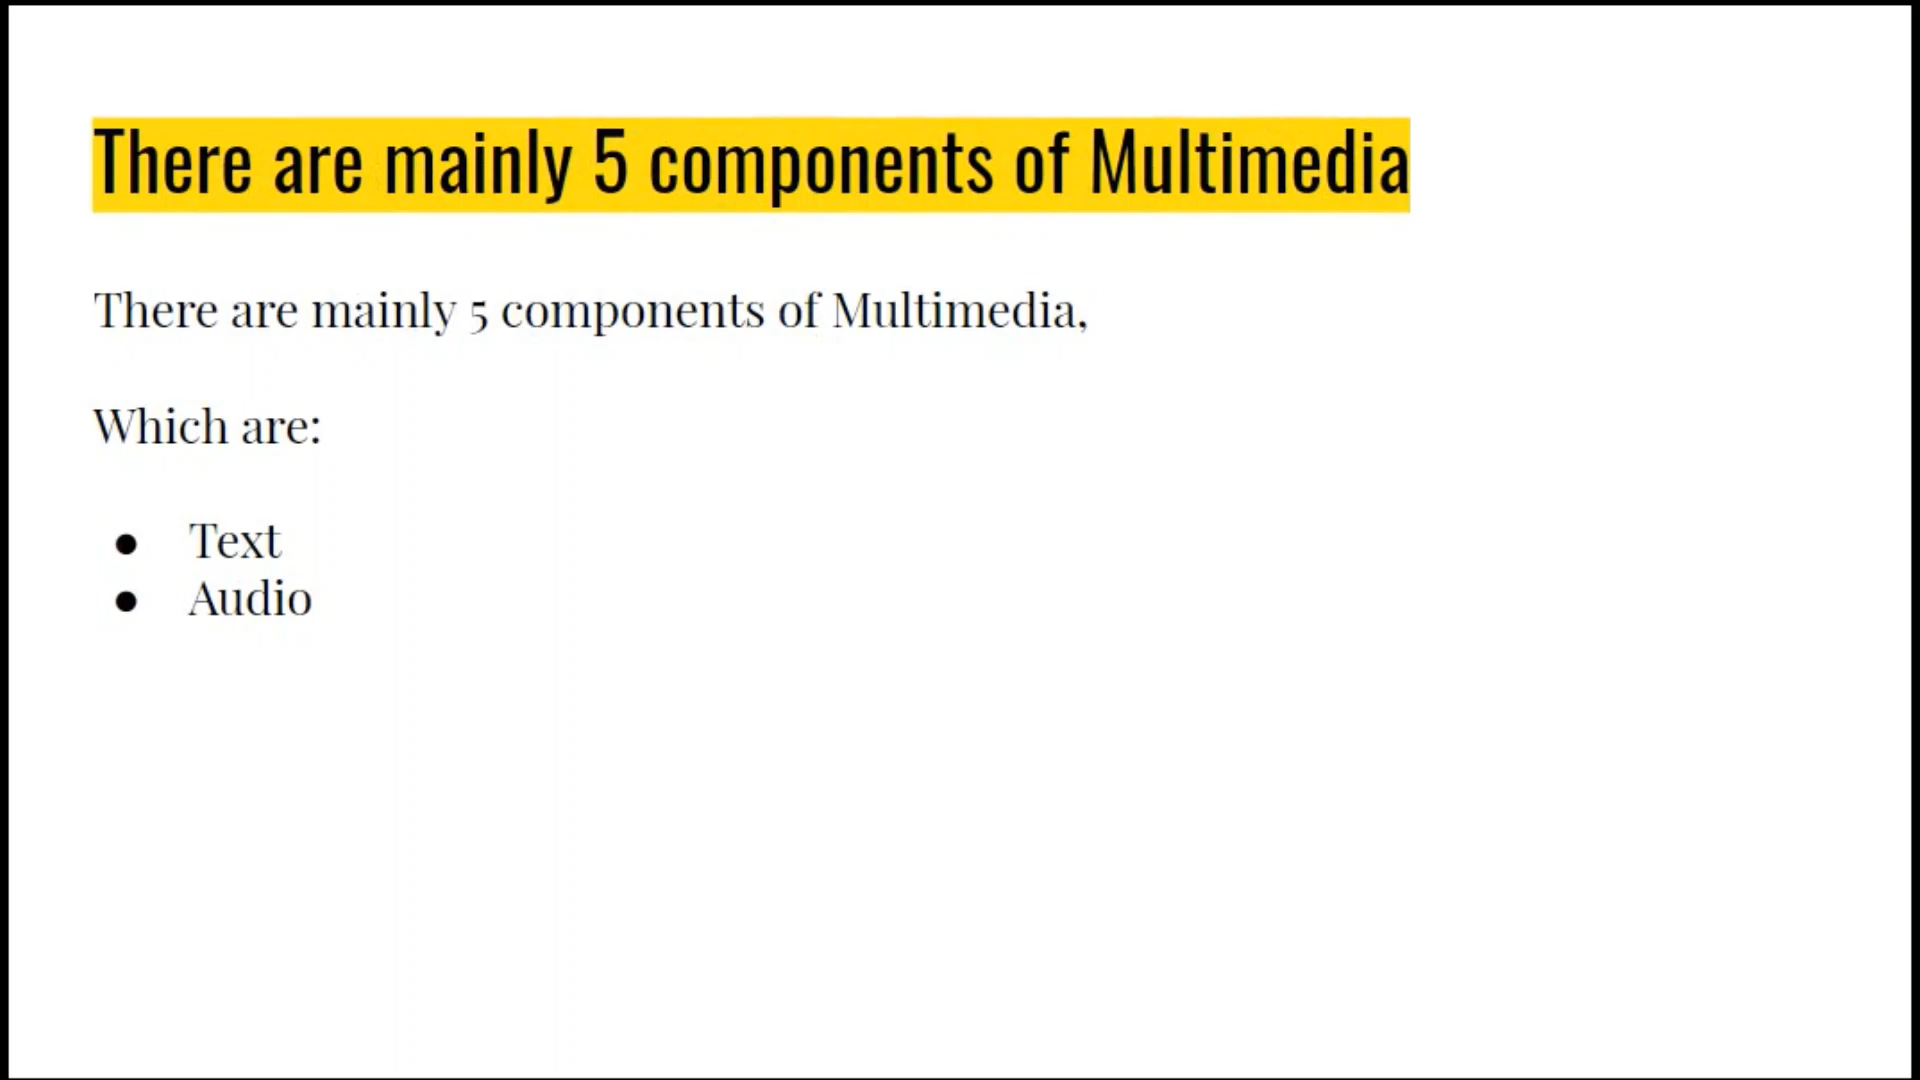 There are mainly 5 components of Multimedia
There are mainly 5 components of Multimedia,
Which are:
● Text
● Audio